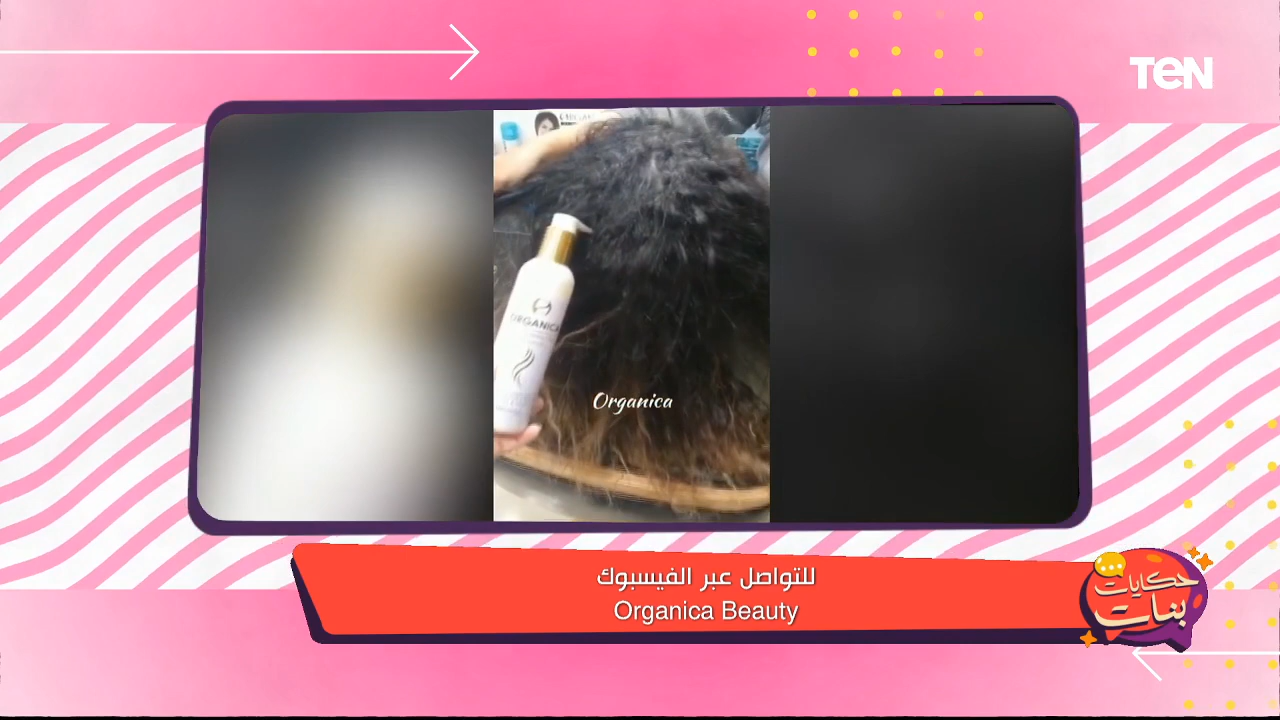 TEN
ORGANICA
Organica
للتواصل عبر الفيسبوك
Organica Beauty
حكايات
بنات